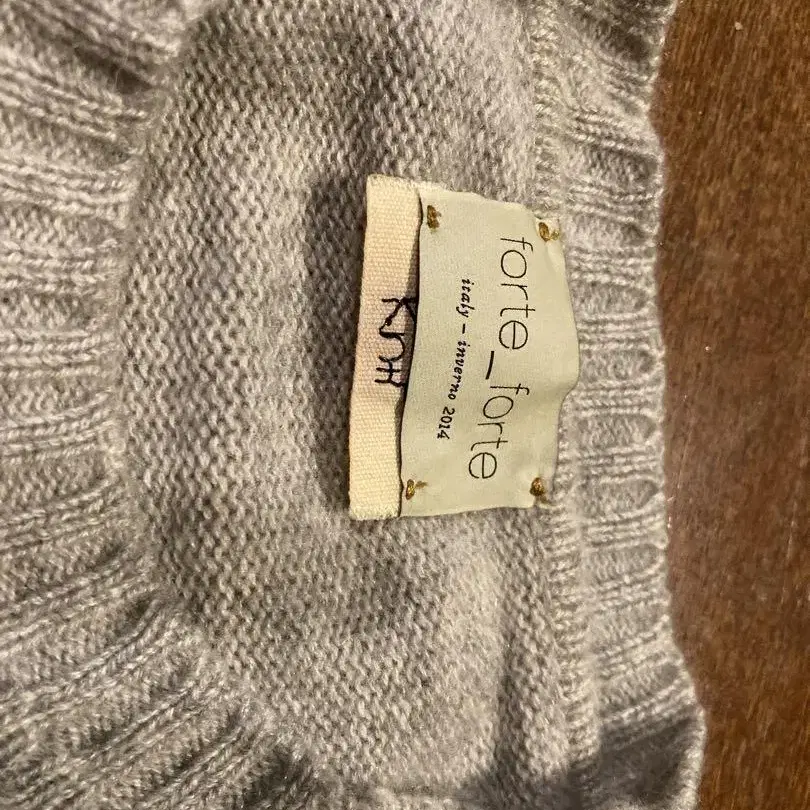 forte_forte
italy – inverno 2014